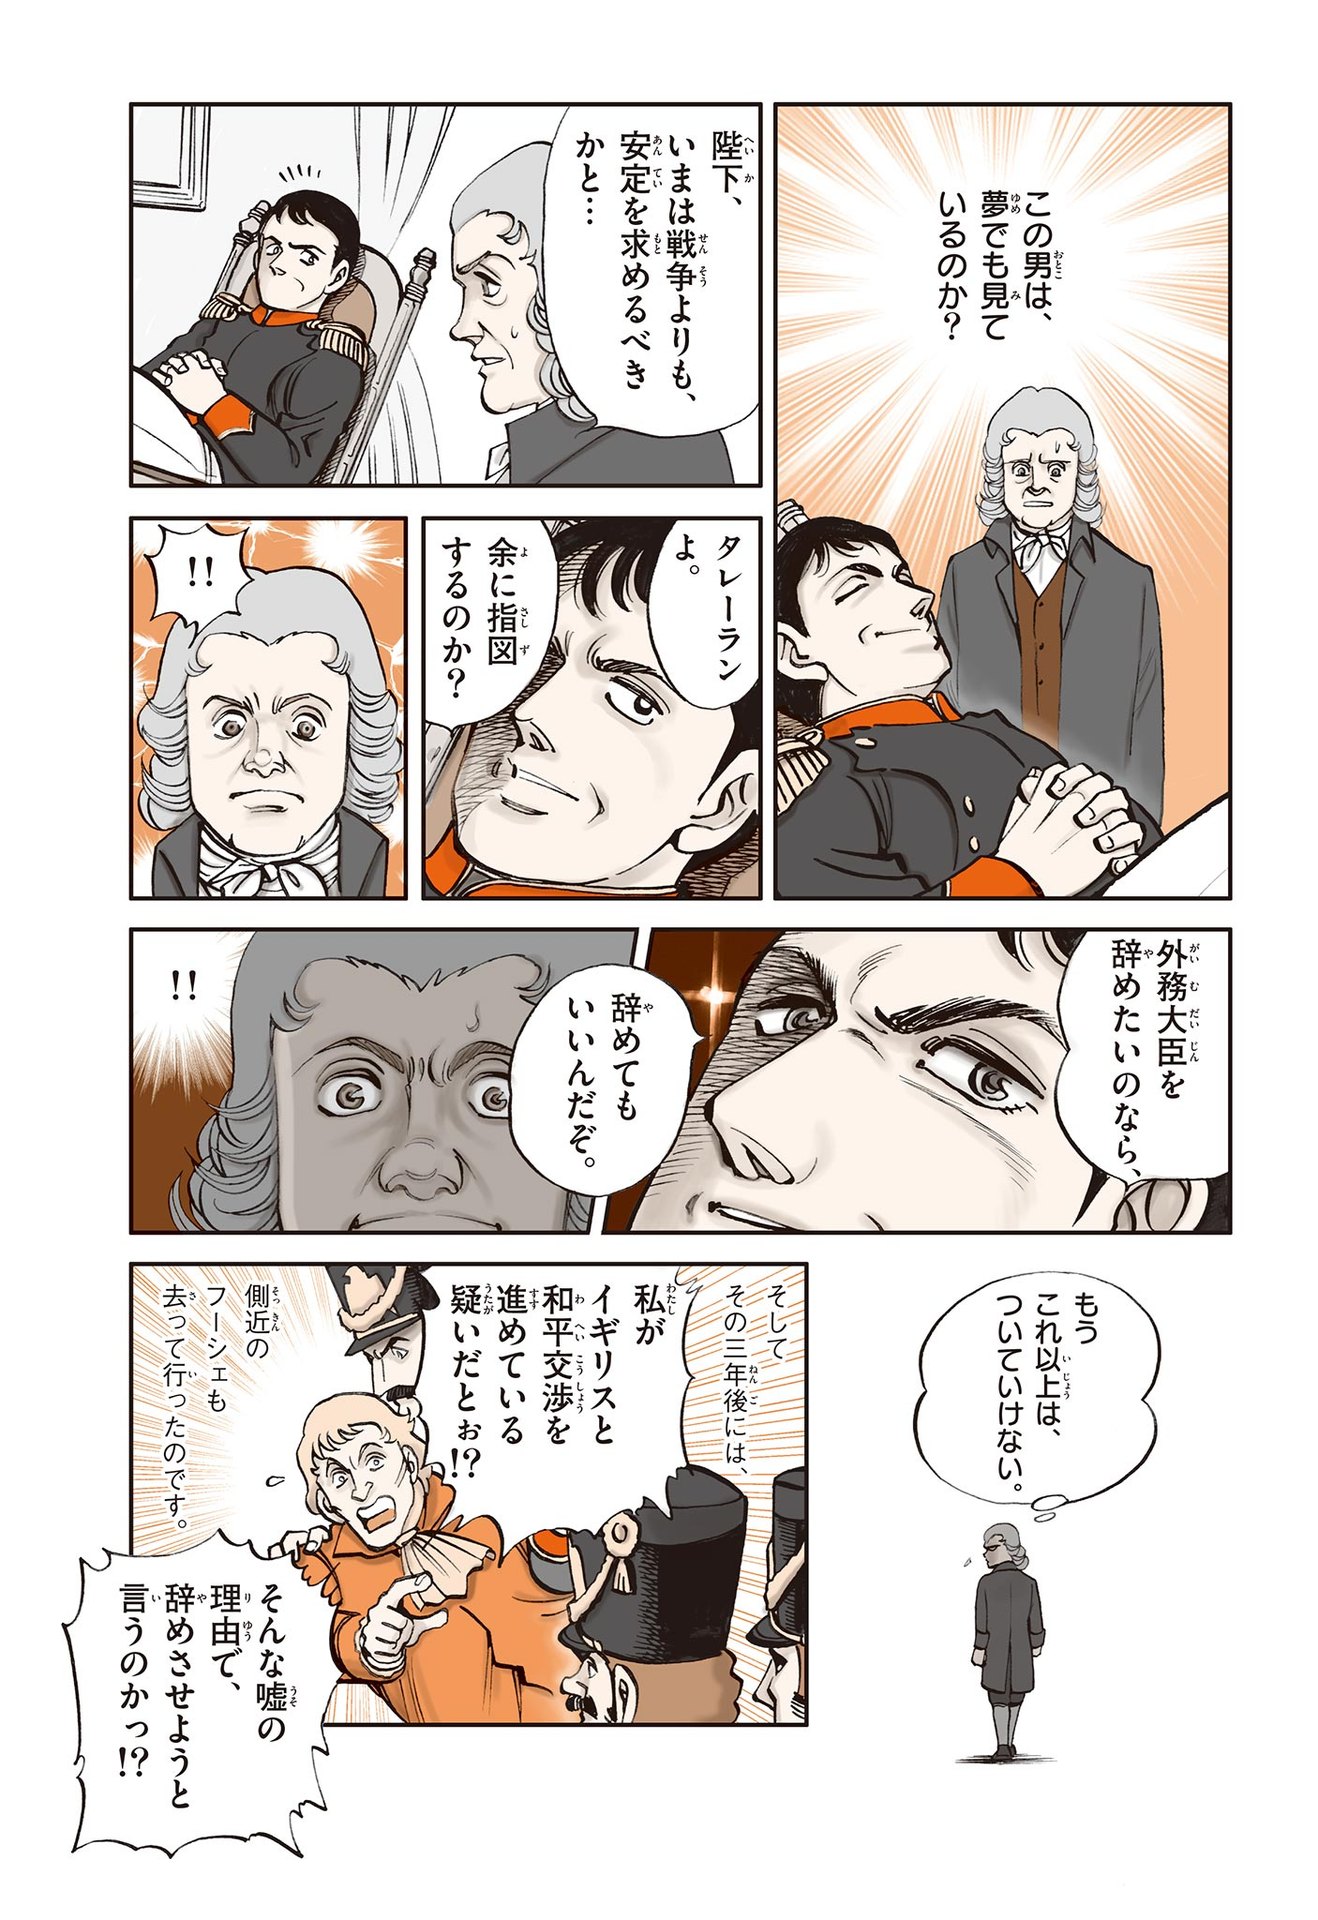 この男は、
夢でも見て
いるのか?
陛下、
いまは戦争よりも、
安定を求めるべき
かと…
タレーラン
よ。
余に指図
するのか?
!!
外務大臣を
辞めたいのなら、
辞めても
いいんだぞ。
!!
もう
これ以上は、
ついていけない。
そして
その三年後には、
私が
イギリスと
和平交渉を
進めている
疑いだとぉ!?
側近の
フーシェも
去って行ったのです。
そんな嘘の
理由で、
辞めさせようと
言うのかっ!?